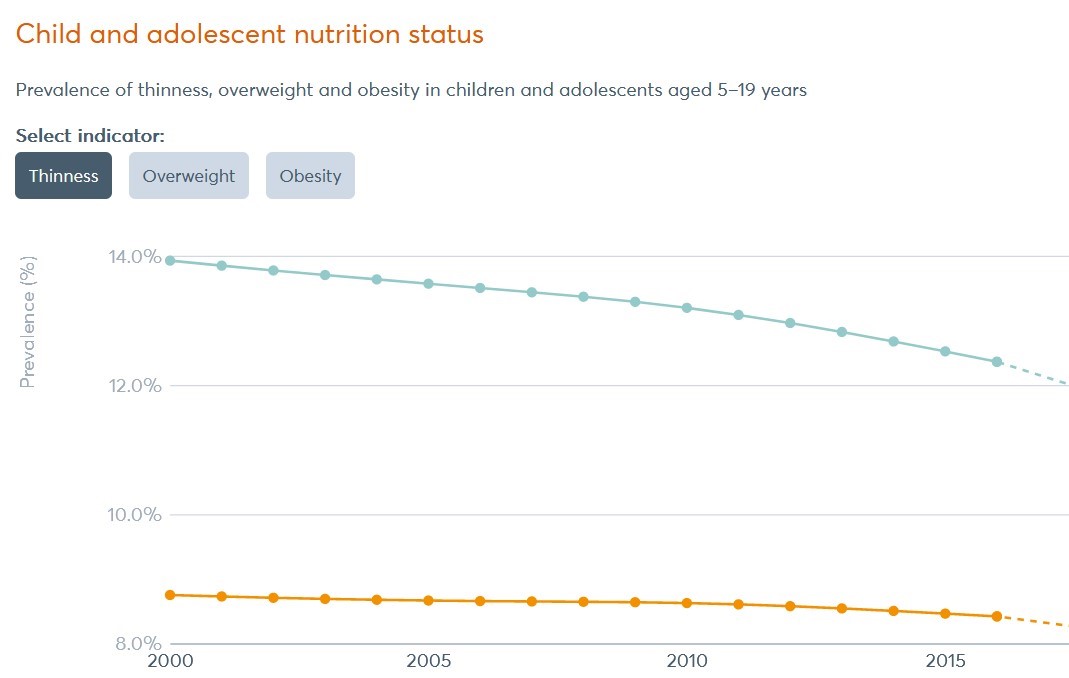 Child and adolescent nutrition status
Prevalence of thinness, overweight and obesity in children and adolescents aged 5–19 years
Select indicator:
Thinness Overweight Obesity
Prevalence (%)
14.0%
12.0%
10.0%
8.0%
2000 2005 2010 2015